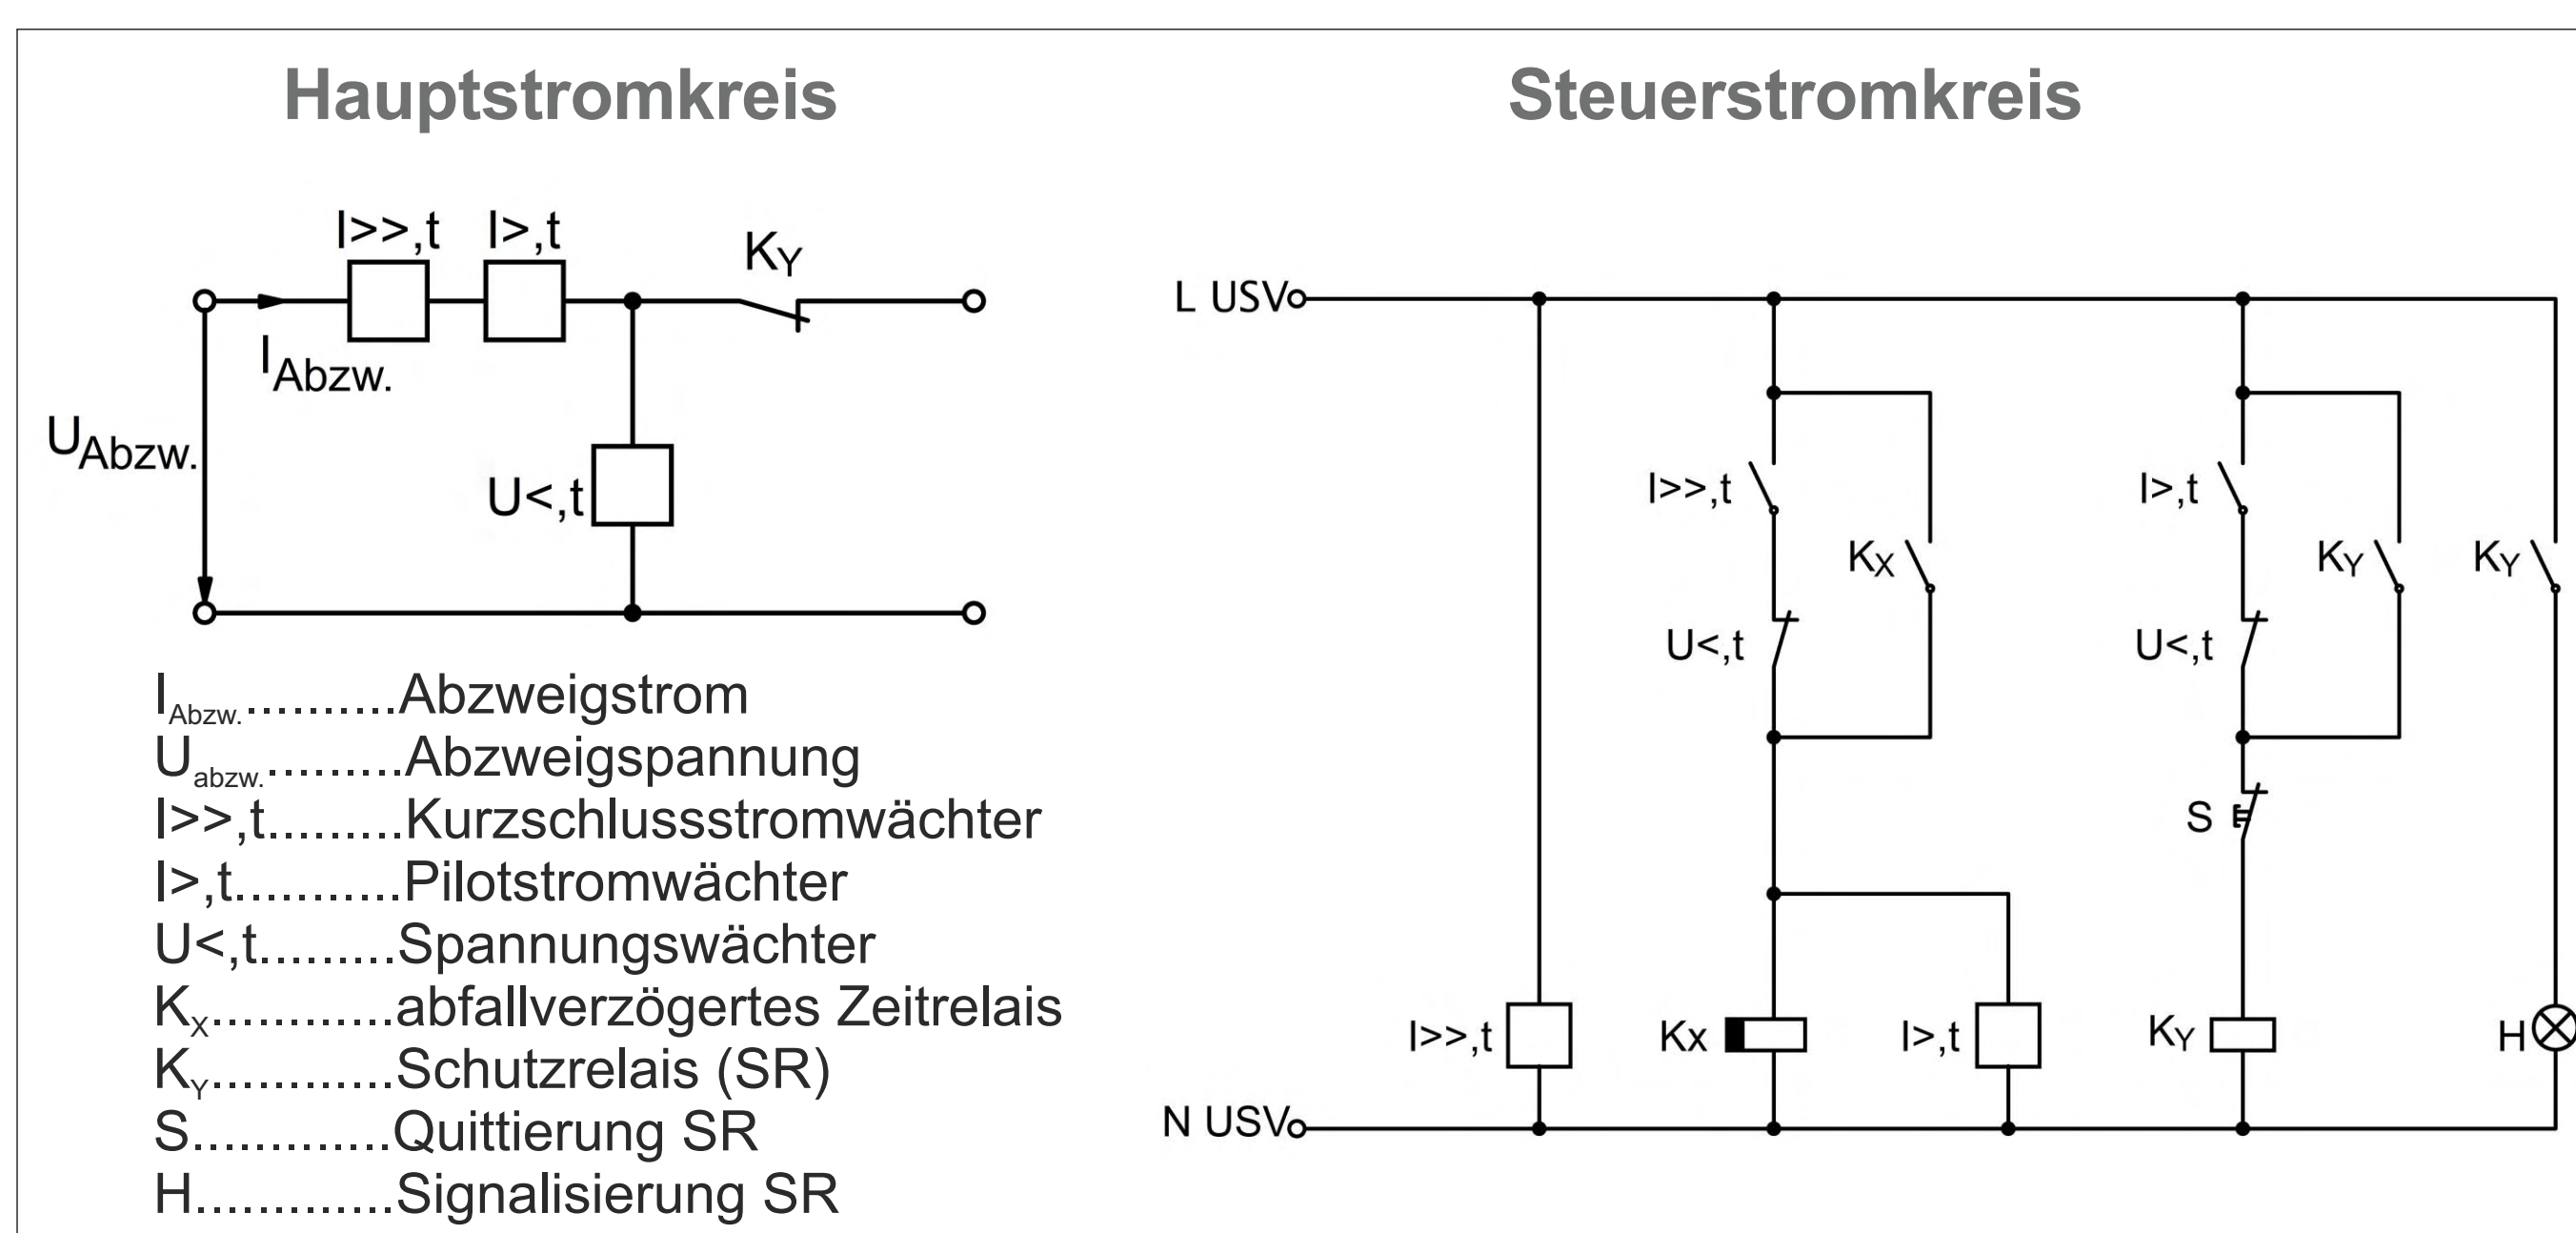 Hauptstromkreis
Steuerstromkreis
I>>,t I>,t
KY
IAbzw.
UAbzw.
U<,t
IAbzw...........Abzweigstrom
Uabzw..........Abzweigspannung
I>>,t.........Kurzschlussstromwächter
I>,t...........Pilotstromwächter
U<,t.........Spannungswächter
KX............abfallverzögertes Zeitrelais
KY............Schutzrelais (SR)
S.............Quittierung SR
H.............Signalisierung SR
L USV
I>>,t
KX
I>,t
KY
KY
U<,t
U<,t
S
I>>,t
Kx
I>,t
KY
H
N USV